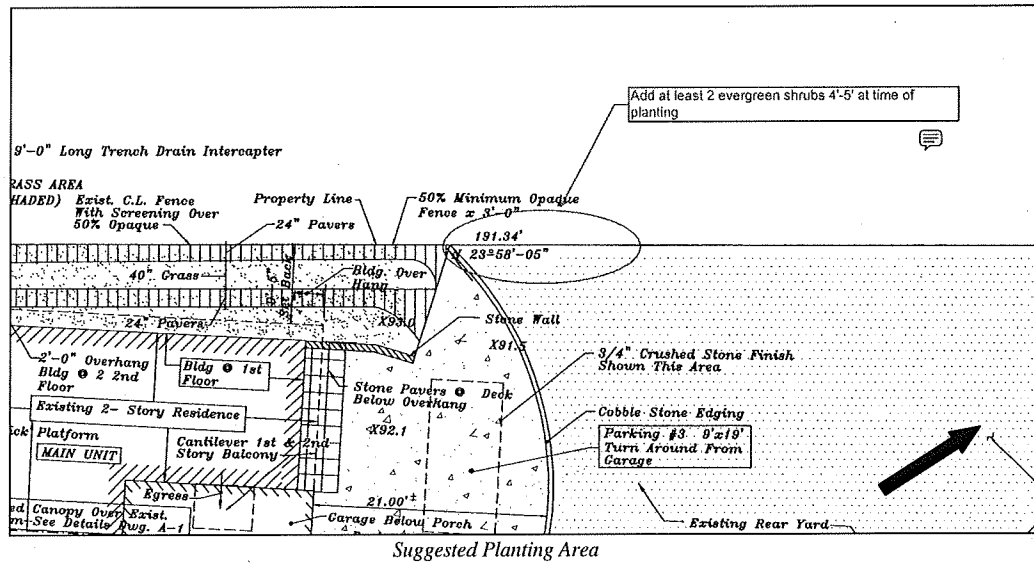 Add at least 2 evergreen shrubs 4'-5' at time of
planting
9'-0" Long Trench Drain Intercapter
RASS AREA
HADED)
Exist. C.L. Fence
With Screening Over
50% Opaque
24" Pavers
Property Line
50% Minimum Opaque
Fence x 3'-0"
191.34'
23°58'-05"
40" Grass
Set Back
Bldg. Over
Hang
24" Pavers
X93.0
Stone Wall
X91.5
2'-0" Overhang
Bldg @ 2 2nd
Floor
Bldg @ 1st
Floor
Stone Pavers @ Deck
Below Overhang
3/4" Crushed Stone Finish
Shown This Area
Existing 2- Story Residence
X92.1
Cobble Stone Edging
Platform
MAIN UNIT
Cantilever 1st & 2nd
Story Balcony
Parking #3 9'x19'
Turn Around From
Garage
Egress
21.00'±
Canopy Over Exist.
See Details Dwg. A-1
Garage Below Porch
Existing Rear Yard
Suggested Planting Area